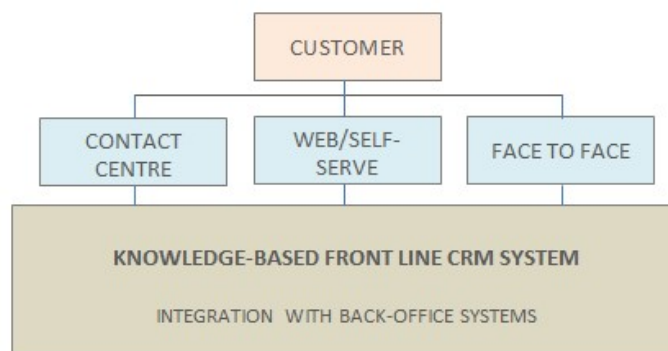 CUSTOMER
CONTACT
CENTRE
WEB/SELF-
SERVE
FACE TO FACE
KNOWLEDGE-BASED FRONT LINE CRM SYSTEM
INTEGRATION WITH BACK-OFFICE SYSTEMS